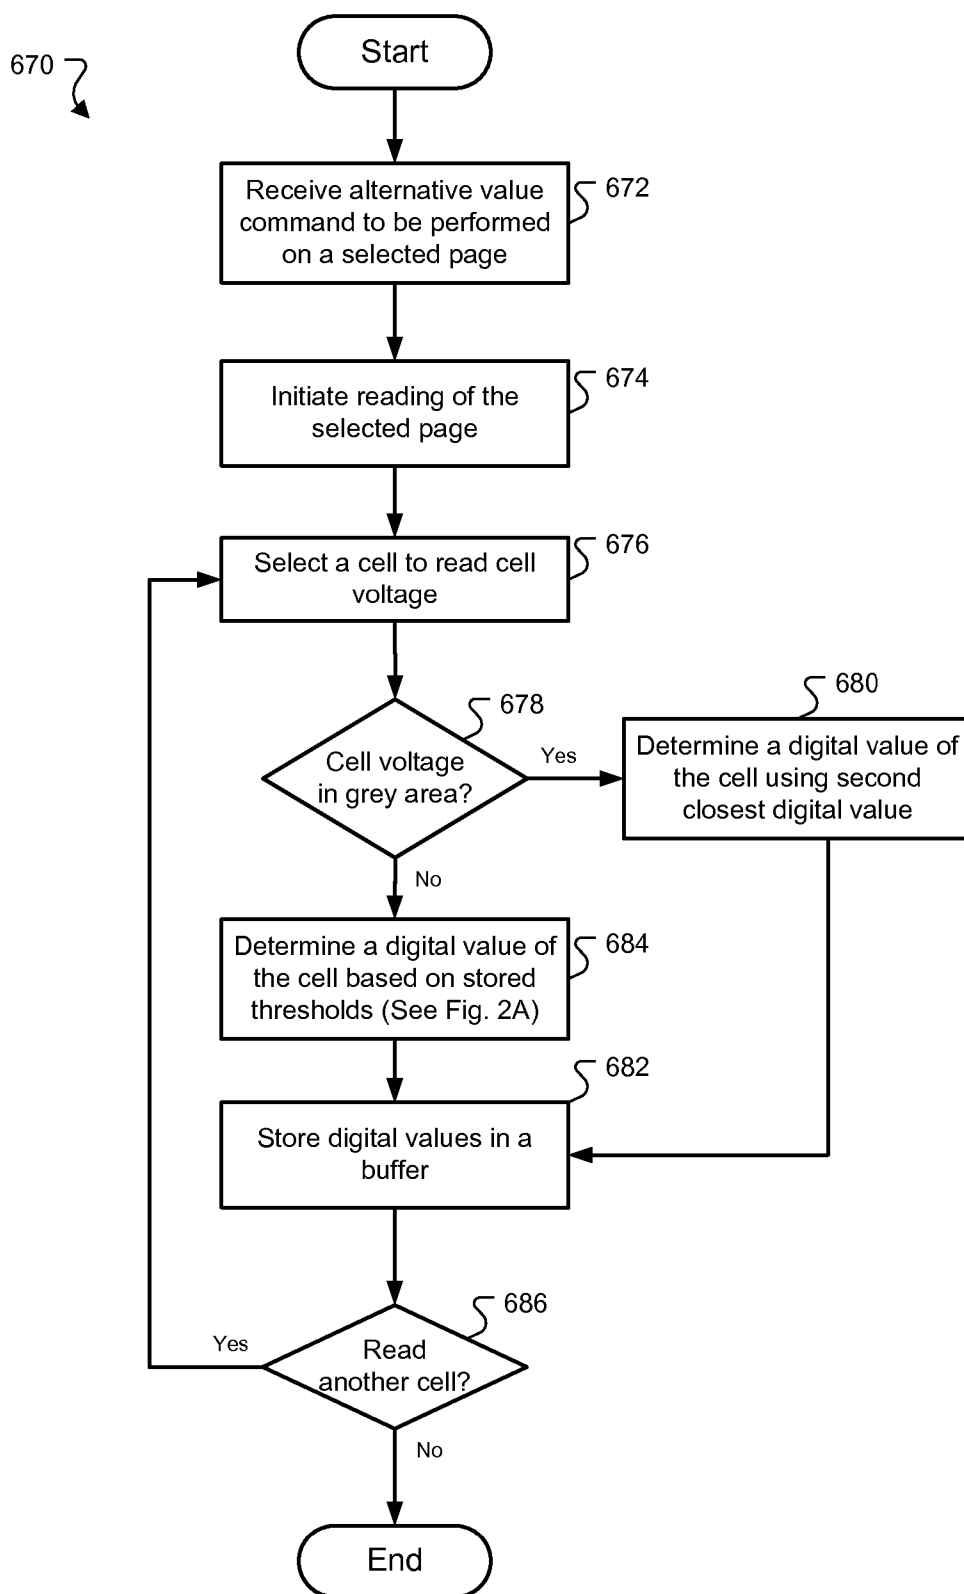 Start
670
Receive alternative value
command to be performed
on a selected page
672
Initiate reading of the
selected page
674
Select a cell to read cell
voltage
676
Cell voltage
in grey area?
678
Yes
Determine a digital value of
the cell using second
closest digital value
680
No
Determine a digital value of
the cell based on stored
thresholds (See Fig. 2A)
684
Store digital values in a
buffer
682
Read
another cell?
686
Yes
No
End